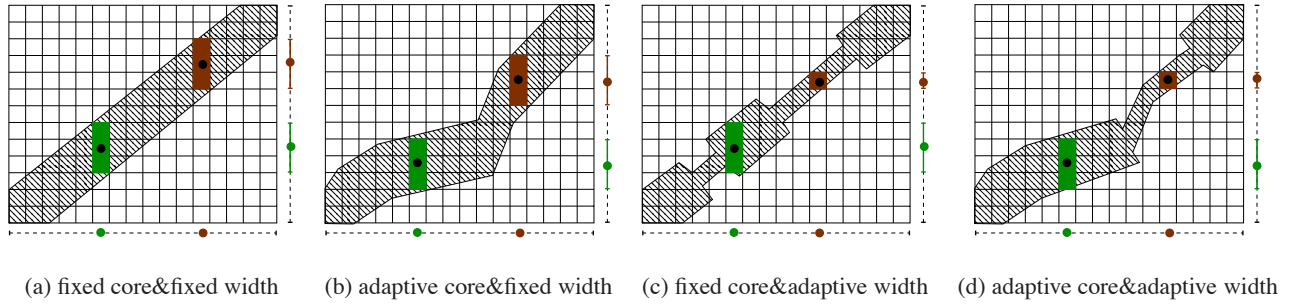 (a) fixed core&fixed width
(b) adaptive core&fixed width
(c) fixed core&adaptive width
(d) adaptive core&adaptive width